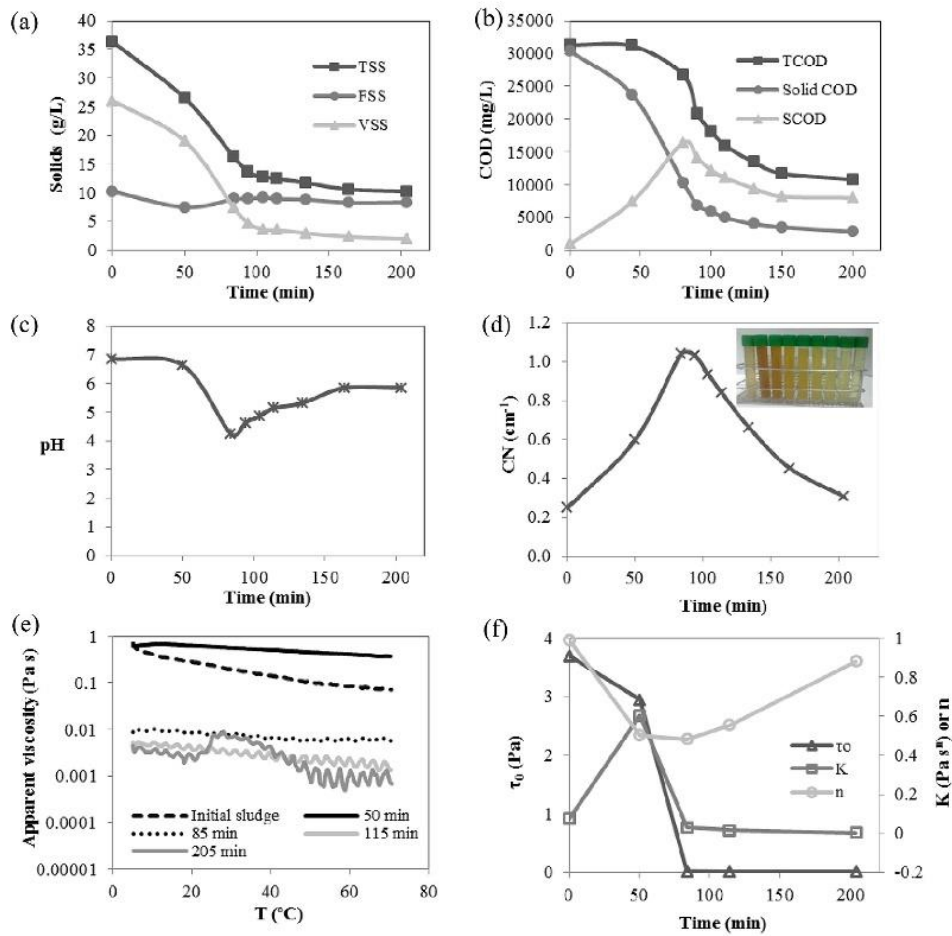 (a)
40
35
30
25
20
15
10
5
0
Solids (g/L)
TSS
FSS
VSS
0 50 100 150 200
Time (min)
(b)
35000
30000
25000
20000
15000
10000
5000
0
COD (mg/L)
TCOD
Solid COD
SCOD
0 50 100 150 200
Time (min)
(c)
8
7
6
5
4
3
2
1
0
pH
0 50 100 150 200
Time (min)
(d)
1.2
1.0
0.8
0.6
0.4
0.2
0.0
CN (cm⁻¹)
0 50 100 150 200
Time (min)
(e)
1
0.1
0.01
0.001
0.0001
0.00001
Apparent viscosity (Pa s)
Initial sludge 50 min
85 min 115 min
205 min
0 20 40 60 80
T (°C)
(f)
4
3
2
1
0
τ₀ (Pa)
τo
K
n
1
0.8
0.6
0.4
0.2
0
-0.2
K (Pa sⁿ) or n
0 50 100 150 200
Time (min)